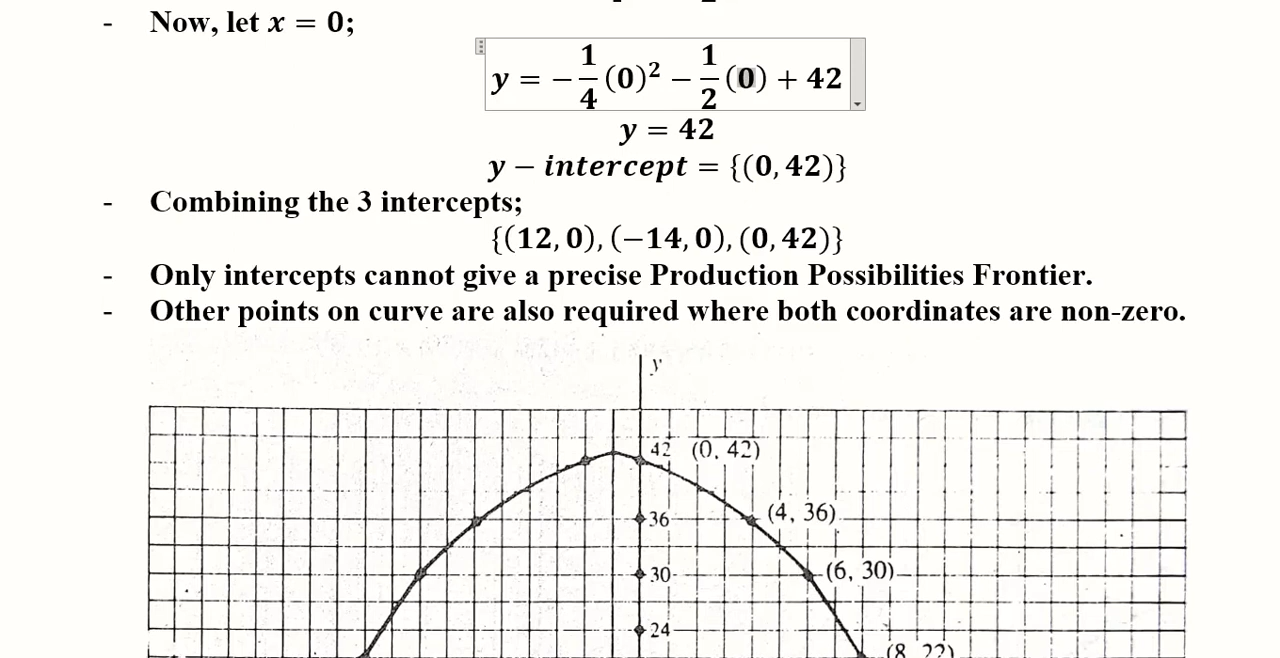 - Now, let x = 0;
y = −1/4(0)² − 1/2(0) + 42
y = 42
y − intercept = {(0, 42)}
- Combining the 3 intercepts;
{(12, 0), (−14, 0), (0, 42)}
- Only intercepts cannot give a precise Production Possibilities Frontier.
- Other points on curve are also required where both coordinates are non-zero.
y
42 (0, 42)
36 (4, 36)
30 (6, 30)
24
(8, 22)